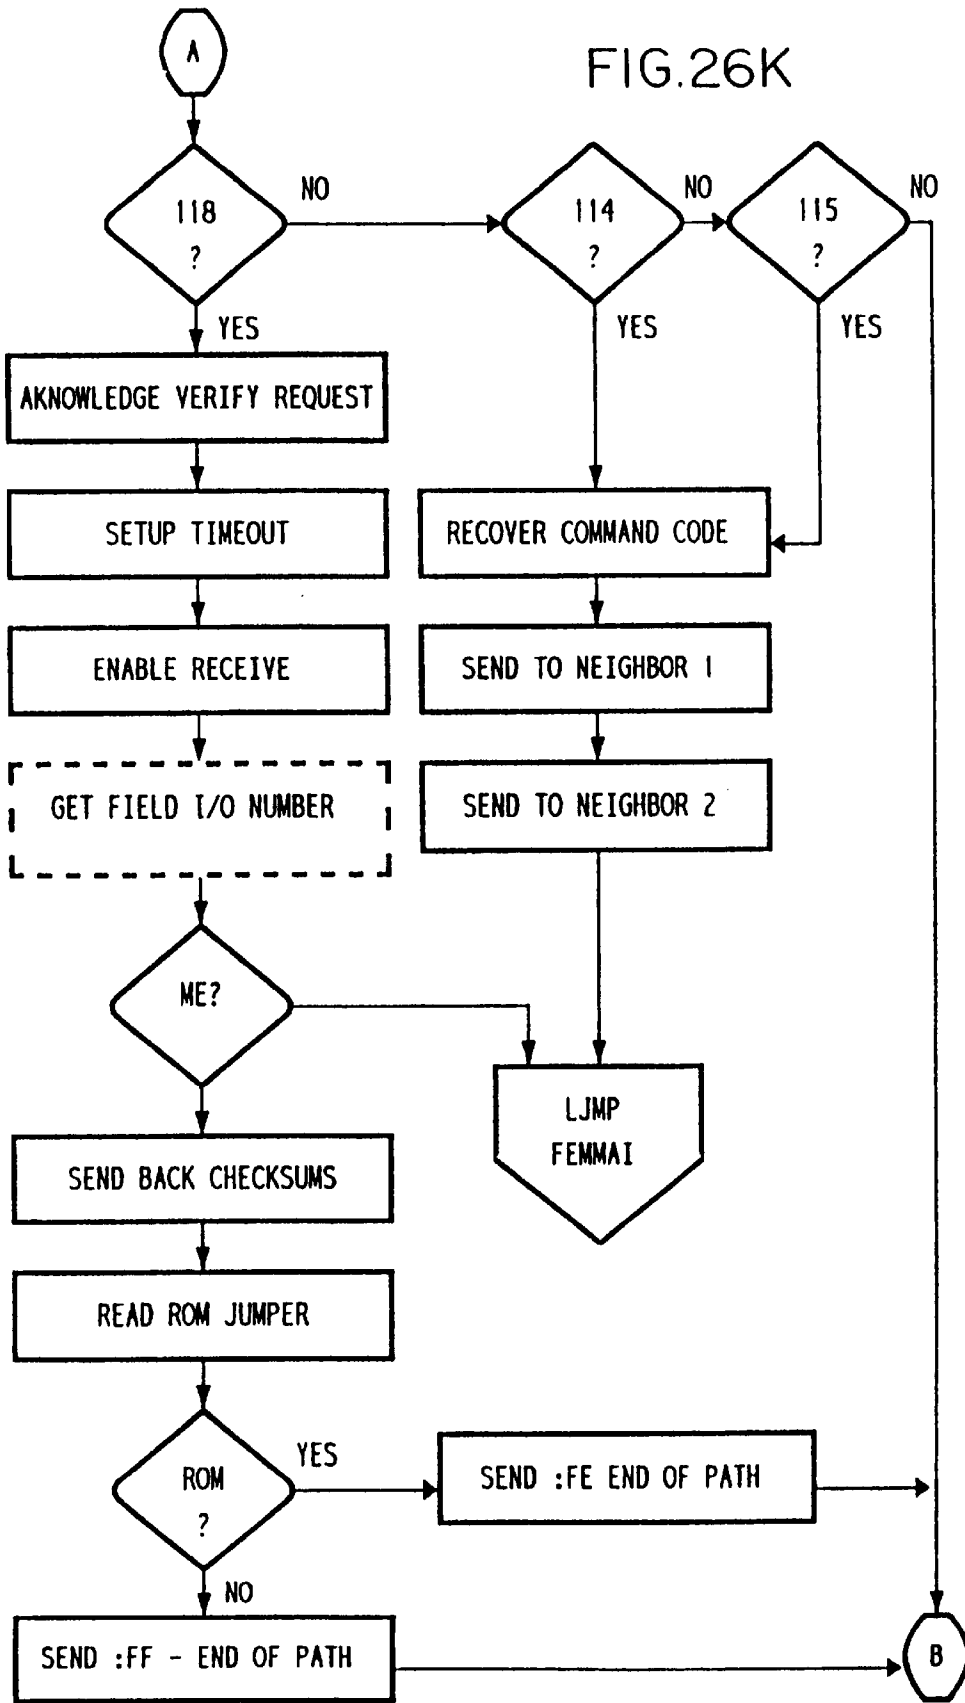 A
FIG.26K
118
?
NO
114
?
NO
115
?
NO
YES
YES
YES
AKNOWLEDGE VERIFY REQUEST
SETUP TIMEOUT
RECOVER COMMAND CODE
ENABLE RECEIVE
SEND TO NEIGHBOR 1
GET FIELD I/O NUMBER
SEND TO NEIGHBOR 2
ME?
LJMP
FEMMAI
SEND BACK CHECKSUMS
READ ROM JUMPER
ROM
?
YES
SEND :FE END OF PATH
NO
SEND :FF - END OF PATH
B